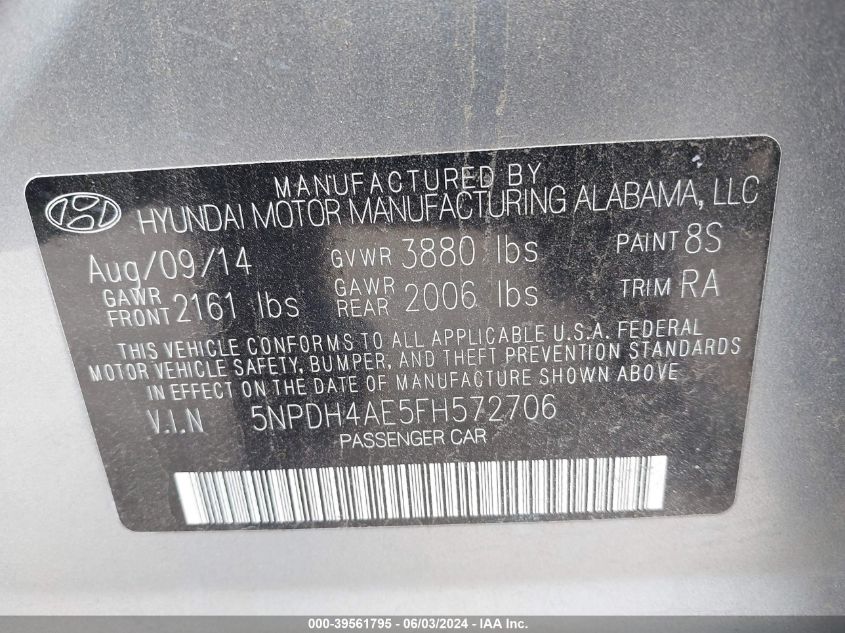 MANUFACTURED BY
HYUNDAI MOTOR MANUFACTURING ALABAMA, LLC
Aug/09/14 GVWR 3880 lbs PAINT 8S
GAWR FRONT 2161 lbs GAWR REAR 2006 lbs TRIM RA
THIS VEHICLE CONFORMS TO ALL APPLICABLE U.S.A. FEDERAL
MOTOR VEHICLE SAFETY, BUMPER, AND THEFT PREVENTION STANDARDS
IN EFFECT ON THE DATE OF MANUFACTURE SHOWN ABOVE
V.I.N 5NPDH4AE5FH572706
PASSENGER CAR
000-39561795 - 06/03/2024 - IAA Inc.